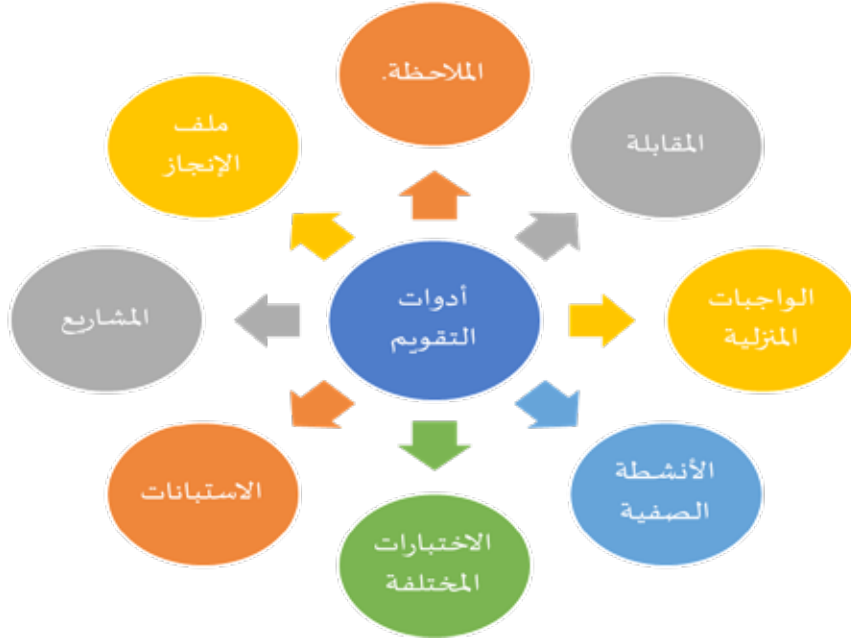 أدوات
التقويم
الملاحظة.
المقابلة
الواجبات
المنزلية
الأنشطة
الصفية
الاختبارات
المختلفة
الاستبانات
المشاريع
ملف
الإنجاز